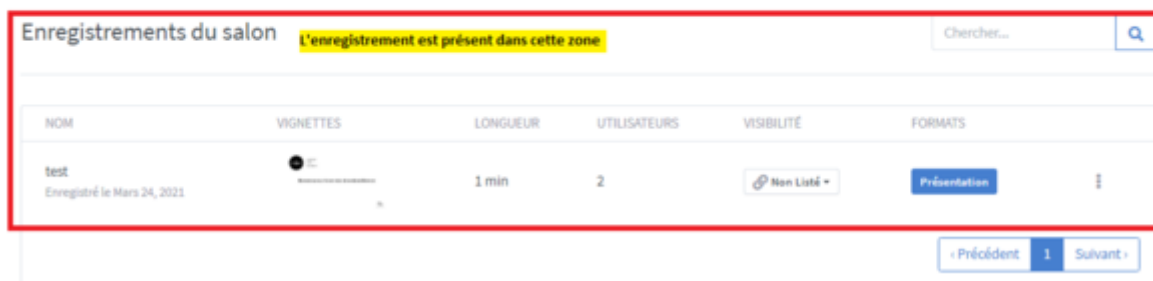 Enregistrements du salon
L'enregistrement est présent dans cette zone
Chercher...
NOM VIGNETTES LONGUEUR UTILISATEURS VISIBILITÉ FORMATS
test
Enregistré le Mars 24, 2021
1 min 2 Non Listé Présentation
‹ Précédent 1 Suivant ›